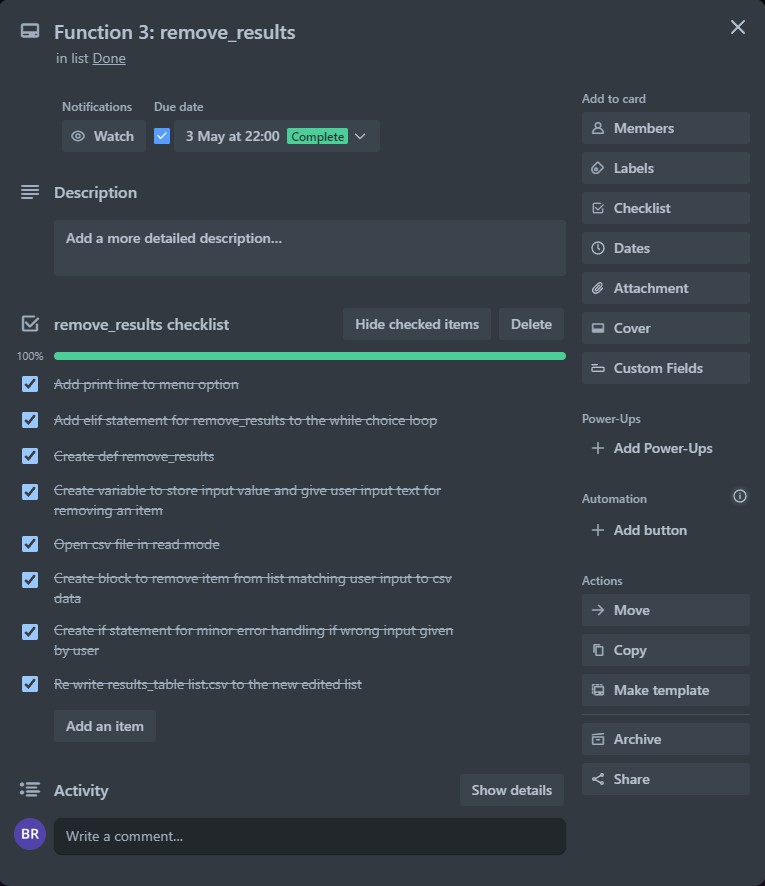 Function 3: remove_results
in list Done
Notifications
Due date
Watch
3 May at 22:00 Complete
Description
Add a more detailed description...
remove_results checklist
Hide checked items
Delete
100%
Add print line to menu option
Add elif statement for remove_results to the while choice loop
Create def remove_results
Create variable to store input value and give user input text for
removing an item
Open csv file in read mode
Create block to remove item from list matching user input to csv
data
Create if statement for minor error handling if wrong input given
by user
Re write results_table list.csv to the new edited list
Add an item
Activity
Show details
BR
Write a comment...
Add to card
Members
Labels
Checklist
Dates
Attachment
Cover
Custom Fields
Power-Ups
Add Power-Ups
Automation
Add button
Actions
Move
Copy
Make template
Archive
Share